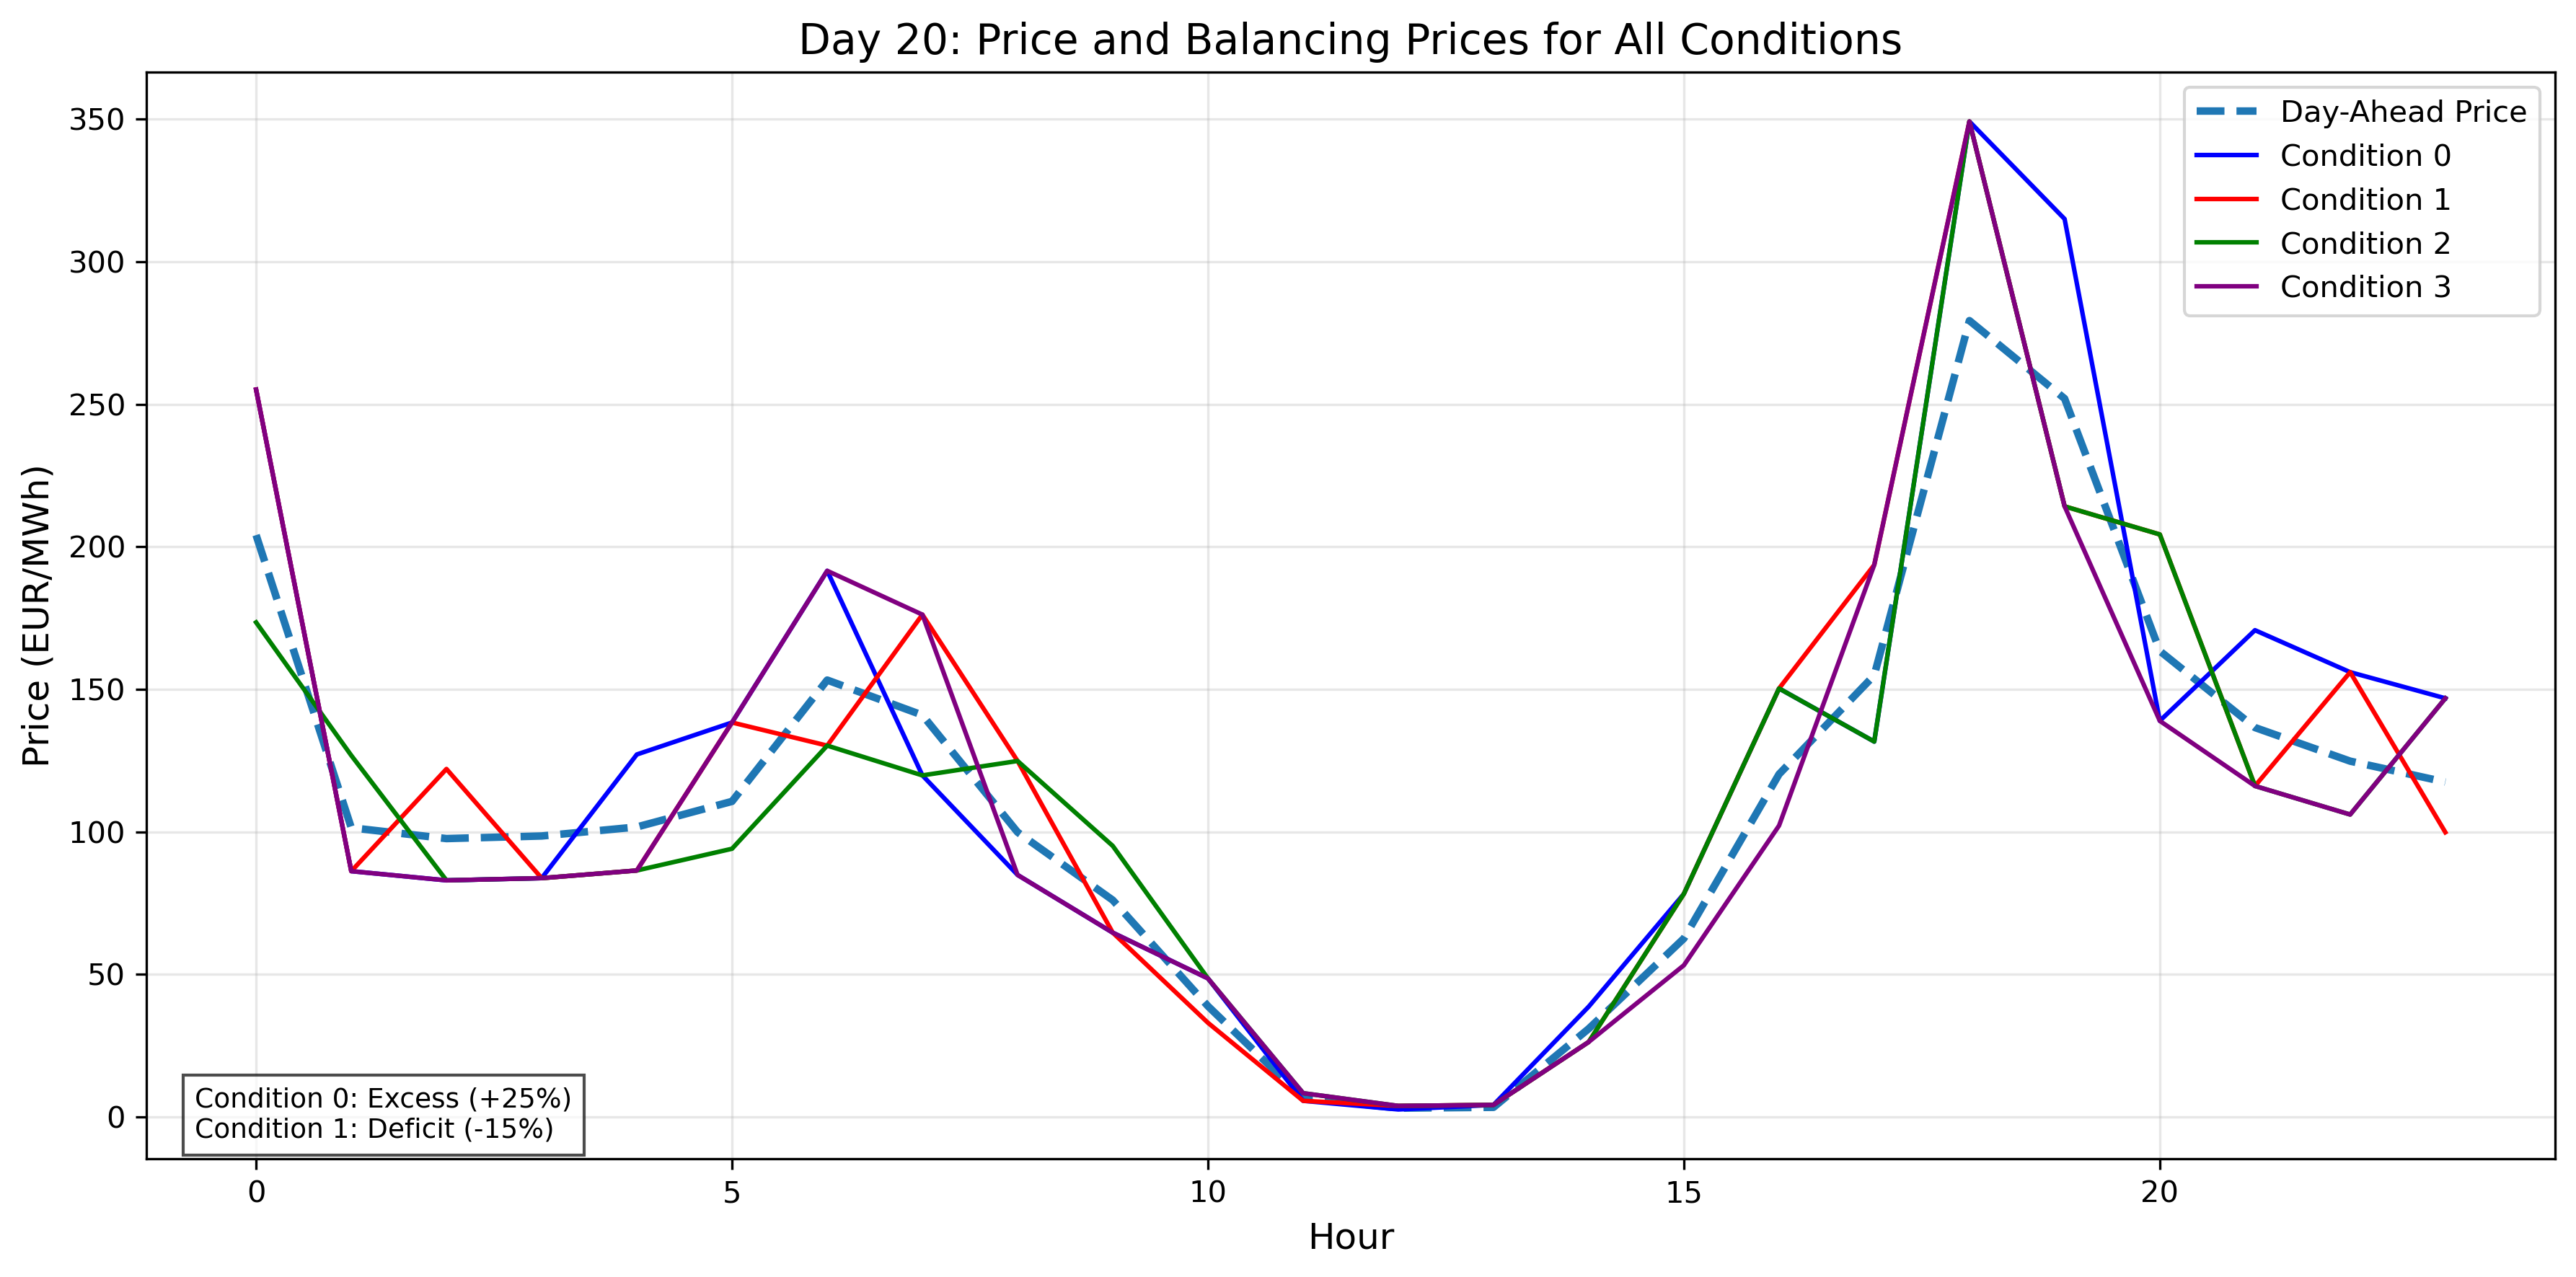 Day 20: Price and Balancing Prices for All Conditions
Price (EUR/MWh)
350
300
250
200
150
100
50
0
Day-Ahead Price
Condition 0
Condition 1
Condition 2
Condition 3
Condition 0: Excess (+25%)
Condition 1: Deficit (-15%)
0
5
10
15
20
Hour